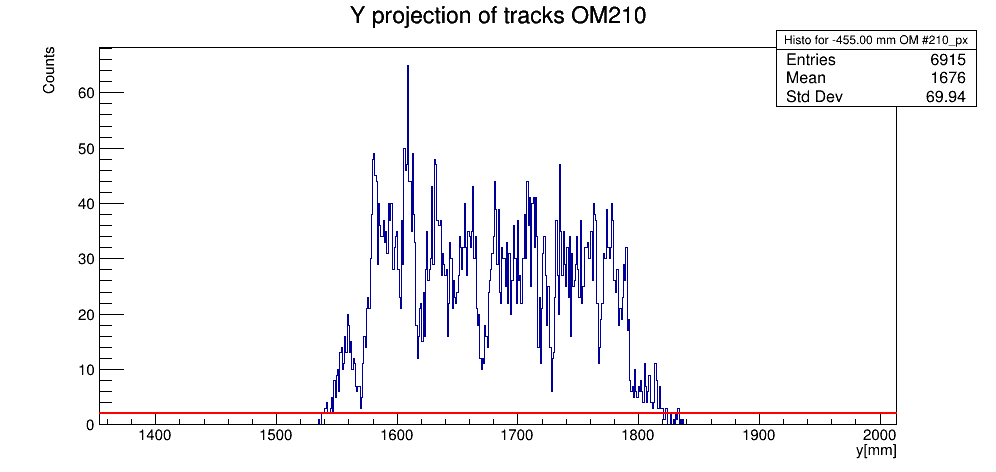 Y projection of tracks OM210
Histo for -455.00 mm OM #210_px
Entries 6915
Mean 1676
Std Dev 69.94
Counts
60
50
40
30
20
10
0
1400 1500 1600 1700 1800 1900 2000
y[mm]